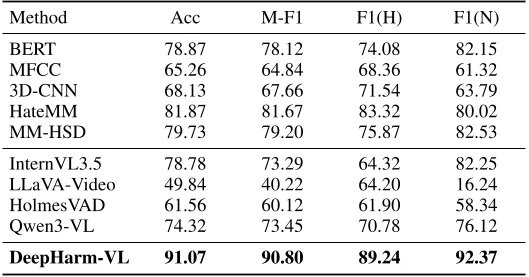 Method Acc M-F1 F1(H) F1(N)
BERT 78.87 78.12 74.08 82.15
MFCC 65.26 64.84 68.36 61.32
3D-CNN 68.13 67.66 71.54 63.79
HateMM 81.87 81.67 83.32 80.02
MM-HSD 79.73 79.20 75.87 82.53
InternVL3.5 78.78 73.29 64.32 82.25
LLaVA-Video 49.84 40.22 64.20 16.24
HolmesVAD 61.56 60.12 61.90 58.34
Qwen3-VL 74.32 73.45 70.78 76.12
DeepHarm-VL 91.07 90.80 89.24 92.37